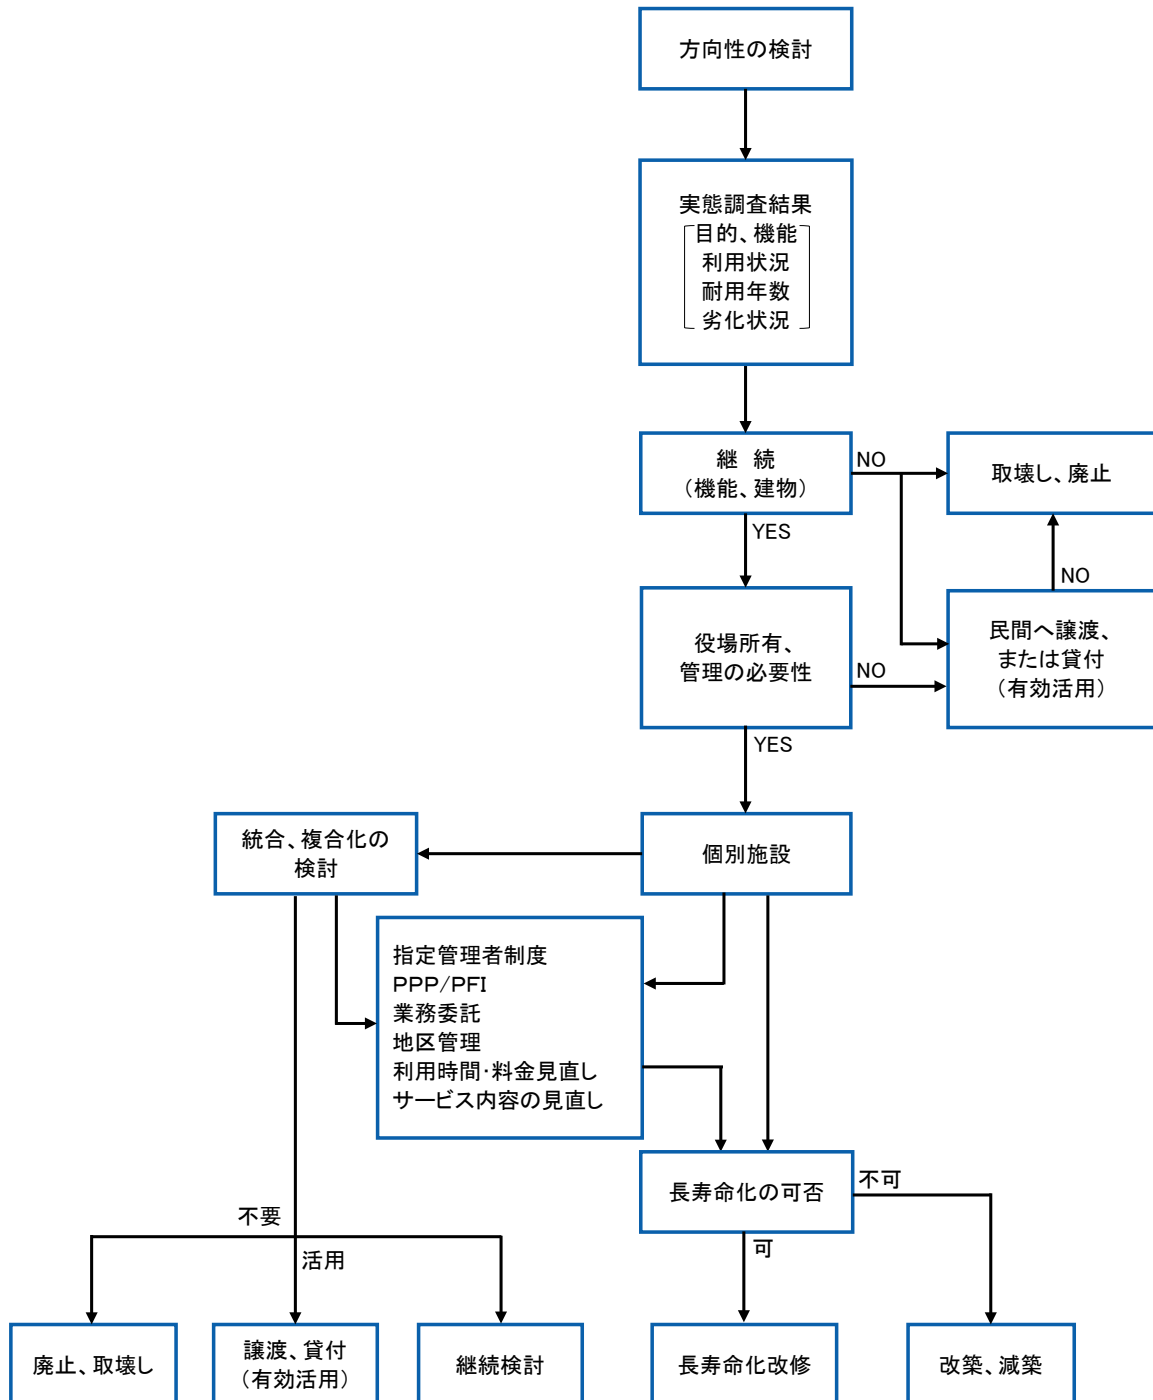 方向性の検討
実態調査結果
目的、機能
利用状況
耐用年数
劣化状況
継 続
（機能、建物）
NO
取壊し、廃止
YES
NO
役場所有、
管理の必要性
NO
民間へ譲渡、
または貸付
（有効活用）
YES
統合、複合化の
検討
個別施設
指定管理者制度
PPP/PFI
業務委託
地区管理
利用時間・料金見直し
サービス内容の見直し
長寿命化の可否
不可
可
不要
活用
廃止、取壊し
譲渡、貸付
（有効活用）
継続検討
長寿命化改修
改築、減築